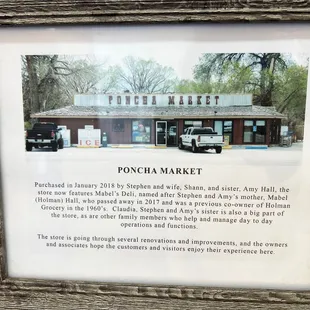 PONCHA MARKET
ICE
PONCHA MARKET
Purchased in January 2018 by Stephen and wife, Shann, and sister, Amy Hall, the
store now features Mabel's Deli, named after Stephen and Amy's mother, Mabel
(Holman) Hall, who passed away in 2017 and was a previous co-owner of Holman
Grocery in the 1960's. Claudia, Stephen and Amy's sister is also a big part of
the store, as are other family members who help and manage day to day
operations and functions.
The store is going through several renovations and improvements, and the owners
and associates hope the customers and visitors enjoy their experience here.